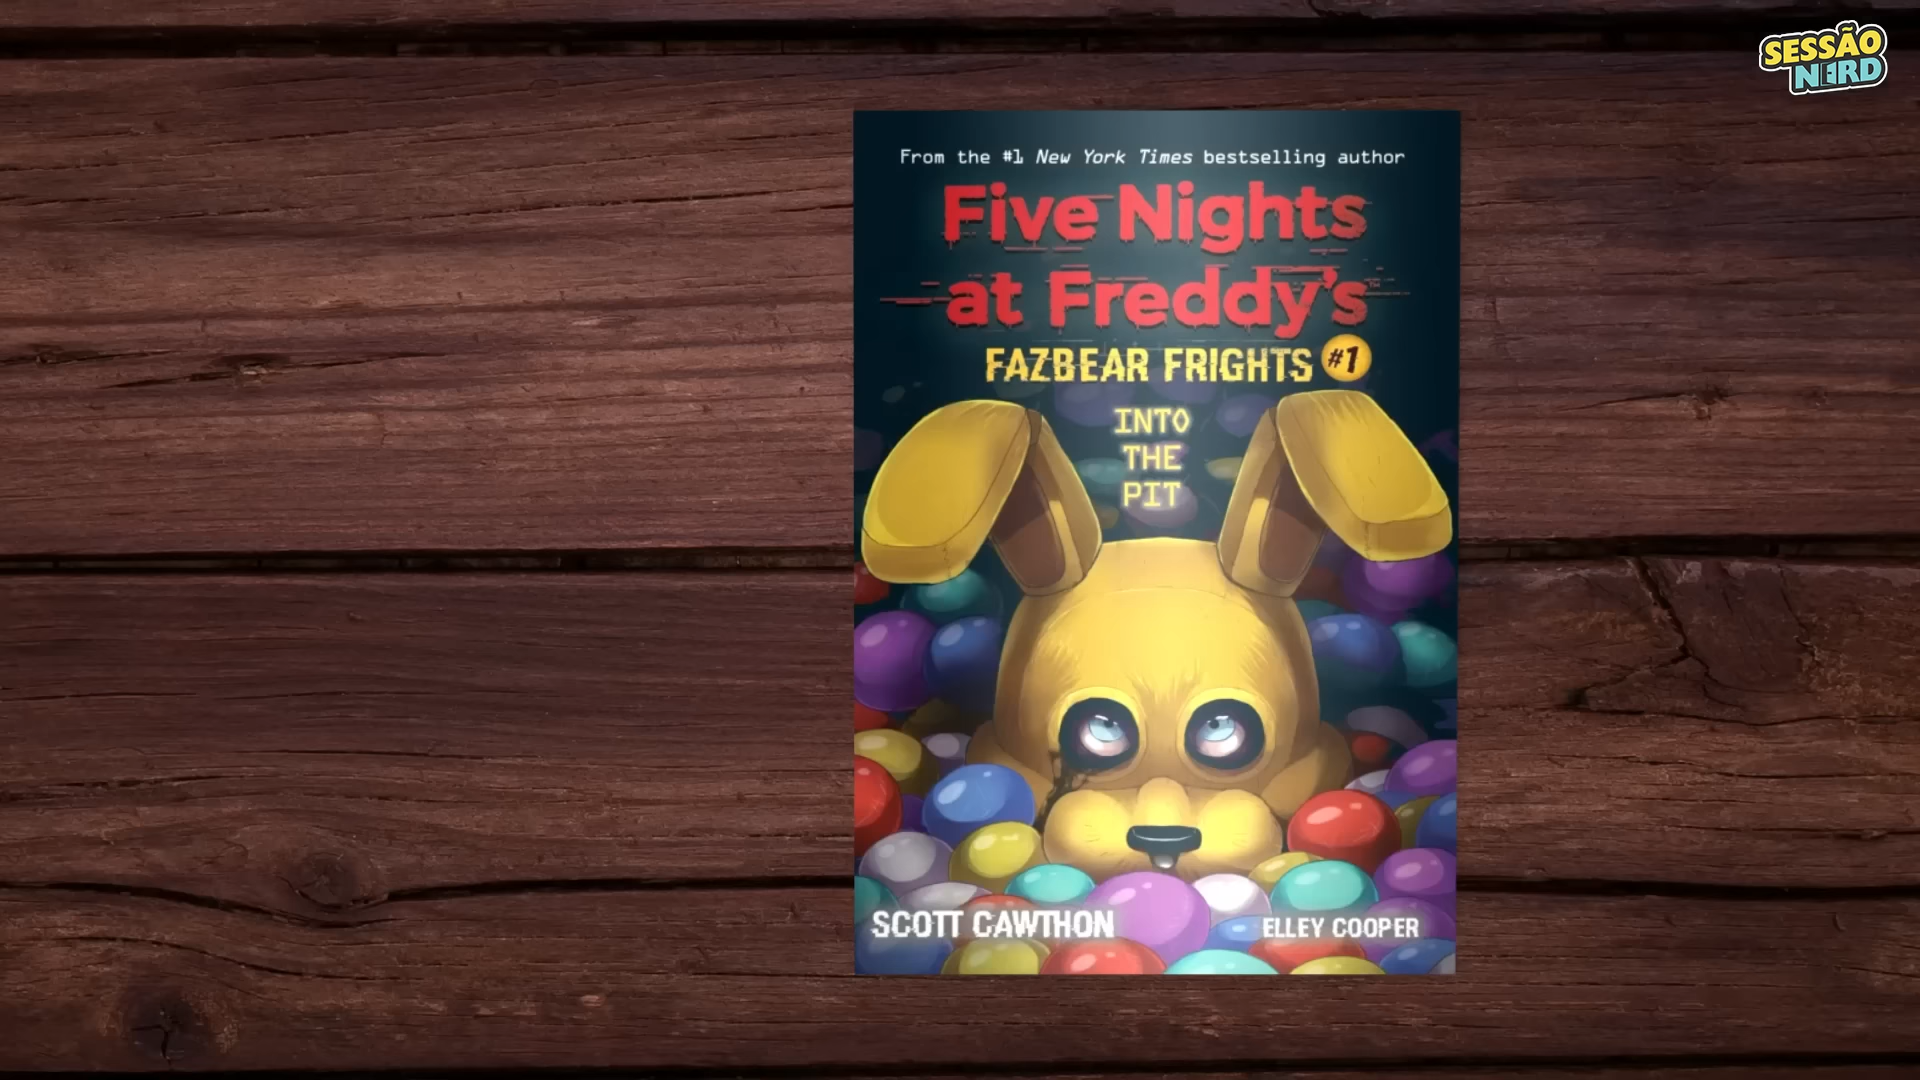 SESSÃO
NERD
From the #1 New York Times bestselling author
Five Nights
at Freddy's™
FAZBEAR FRIGHTS #1
INTO
THE
PIT
SCOTT CAWTHON
ELLEY COOPER